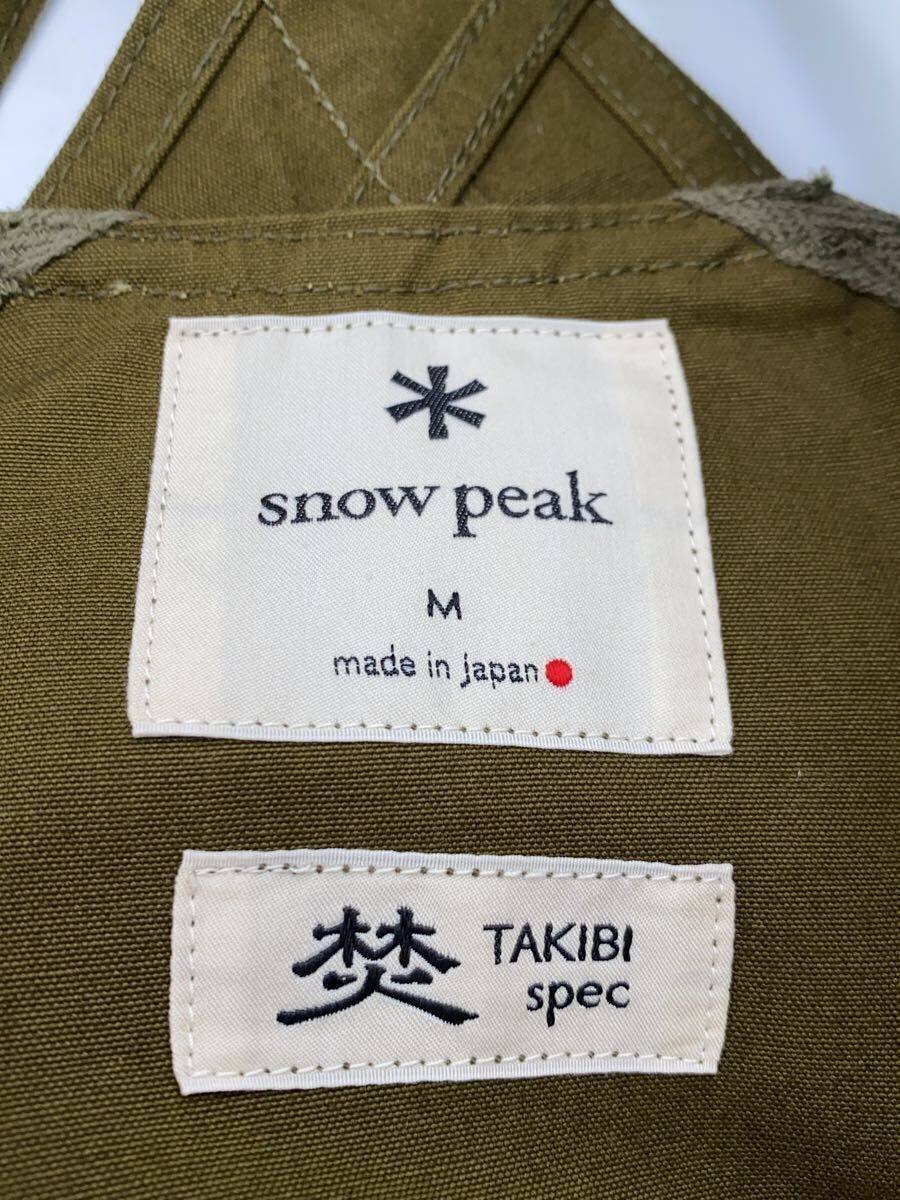 snow peak
M
made in Japan
焚 TAKIBI
spec